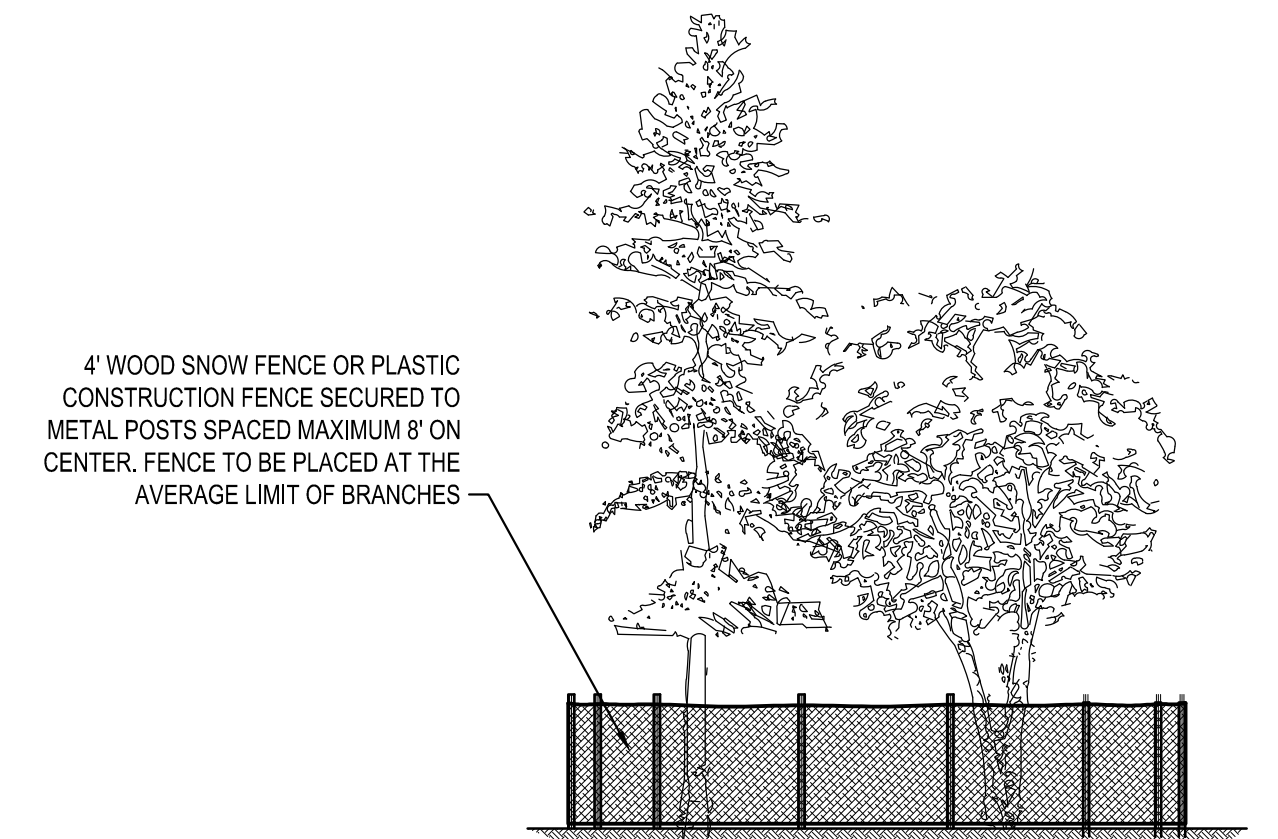 4' WOOD SNOW FENCE OR PLASTIC
CONSTRUCTION FENCE SECURED TO
METAL POSTS SPACED MAXIMUM 8' ON
CENTER. FENCE TO BE PLACED AT THE
AVERAGE LIMIT OF BRANCHES